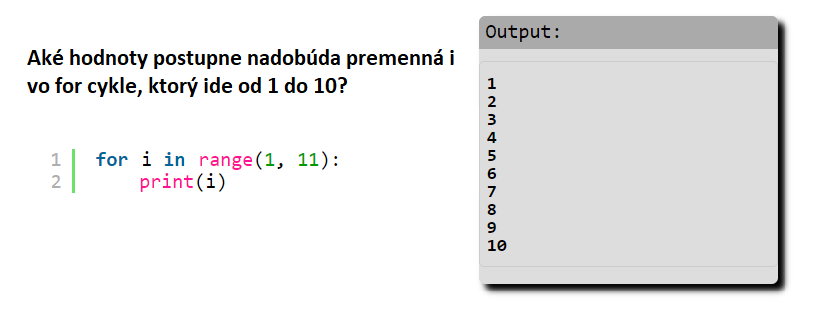 Aké hodnoty postupne nadobúda premenná i
vo for cykle, ktorý ide od 1 do 10?
1 for i in range(1, 11):
2     print(i)
Output:
1
2
3
4
5
6
7
8
9
10